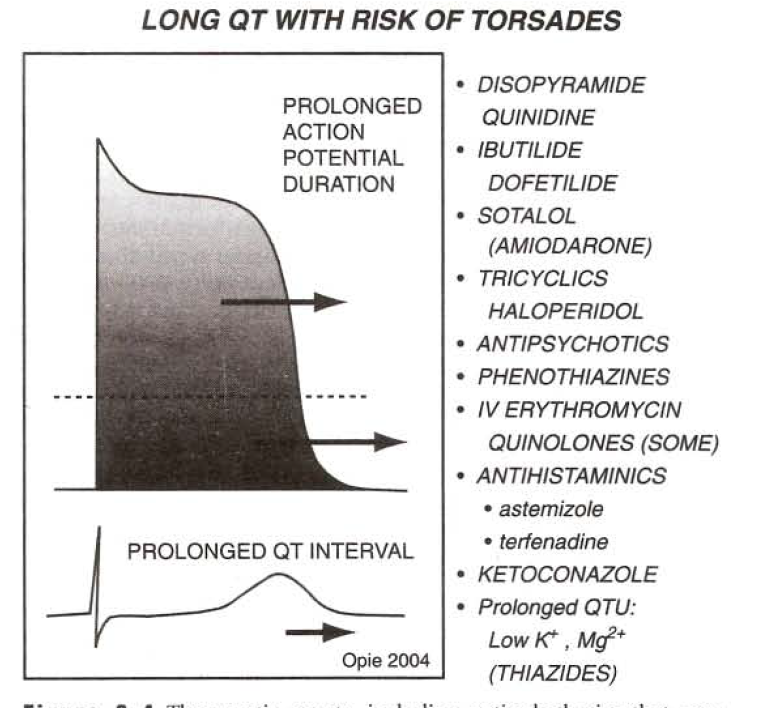 LONG QT WITH RISK OF TORSADES
PROLONGED
ACTION
POTENTIAL
DURATION
PROLONGED QT INTERVAL
Opie 2004
• DISOPYRAMIDE
QUINIDINE
• IBUTILIDE
DOFETILIDE
• SOTALOL
(AMIODARONE)
• TRICYCLICS
HALOPERIDOL
• ANTIPSYCHOTICS
• PHENOTHIAZINES
• IV ERYTHROMYCIN
QUINOLONES (SOME)
• ANTIHISTAMINICS
• astemizole
• terfenadine
• KETOCONAZOLE
• Prolonged QTU:
Low K⁺ , Mg²⁺
(THIAZIDES)